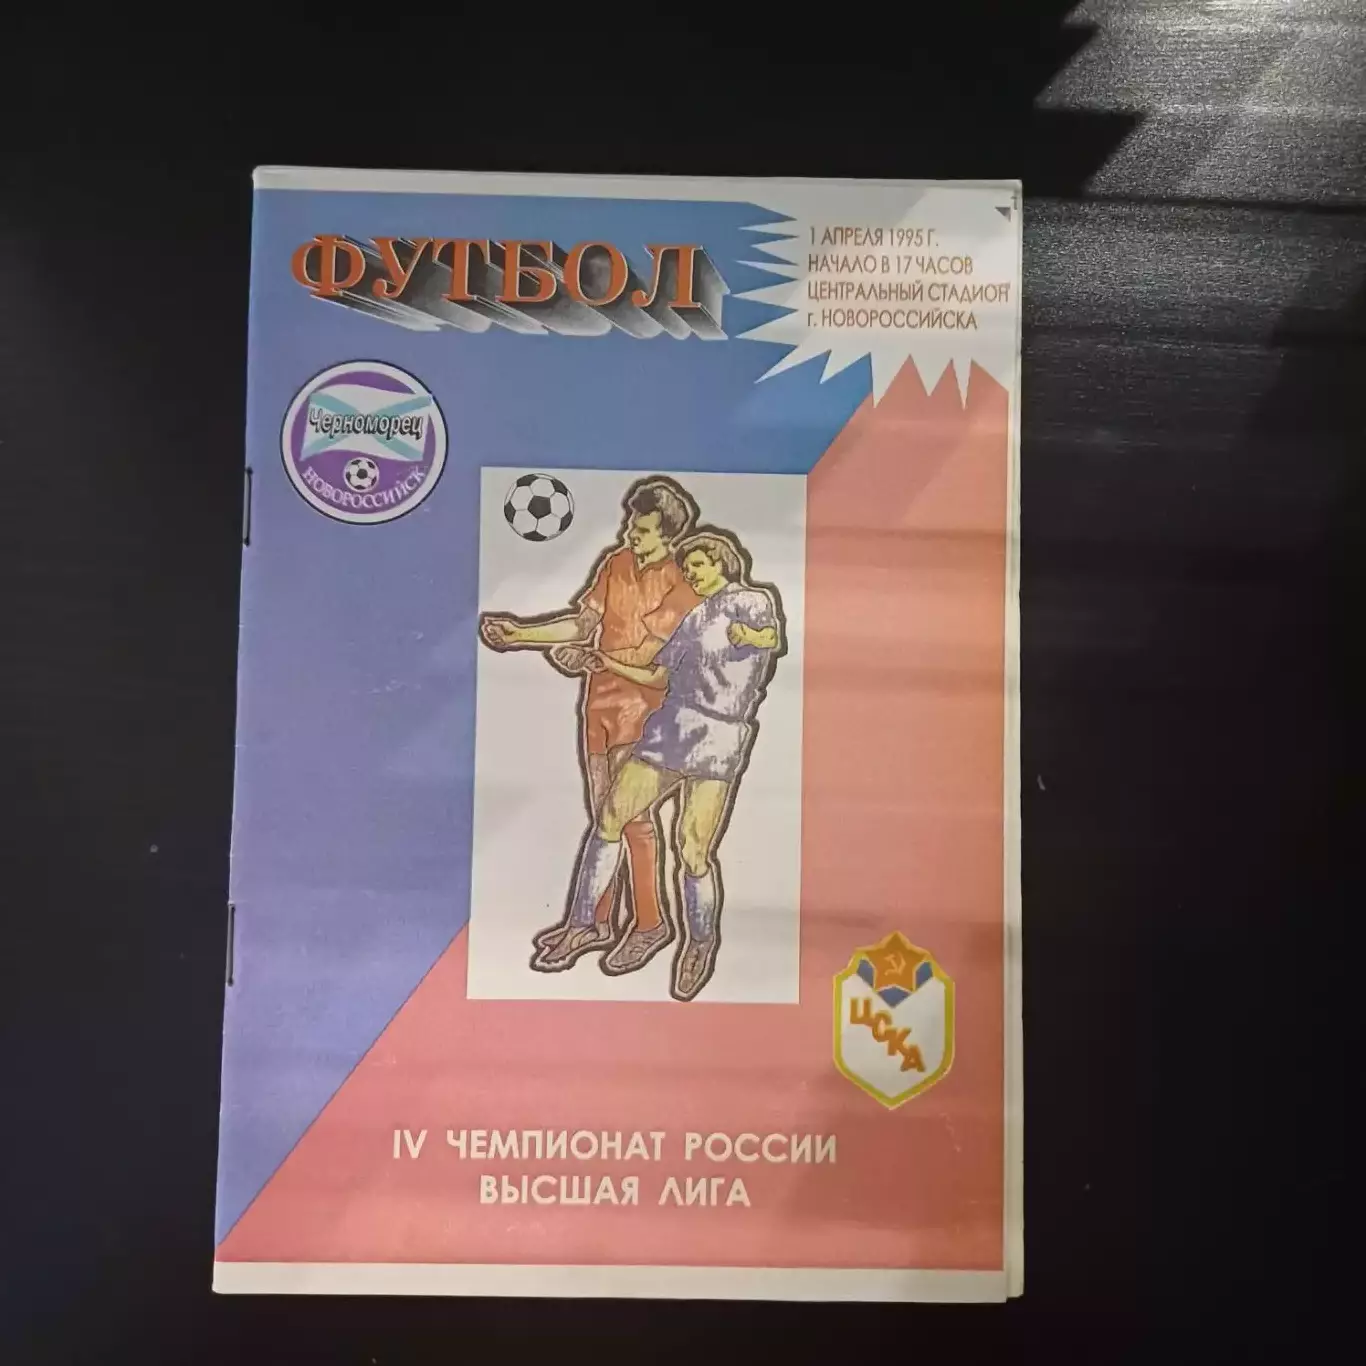 ФУТБОЛ
1 АПРЕЛЯ 1995 Г.
НАЧАЛО В 17 ЧАСОВ
ЦЕНТРАЛЬНЫЙ СТАДИОН
г. НОВОРОССИЙСКА
Черноморец
НОВОРОССИЙСК
ЦСКА
IV ЧЕМПИОНАТ РОССИИ
ВЫСШАЯ ЛИГА